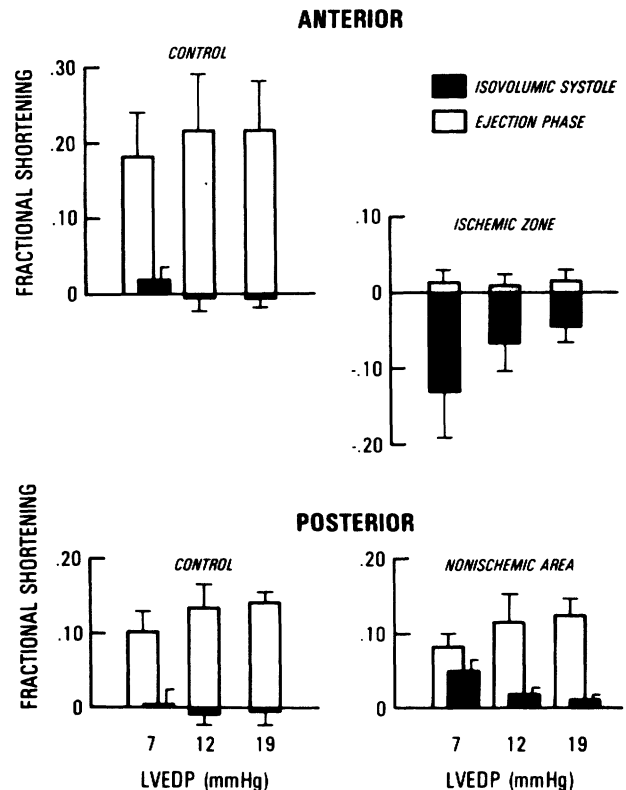 ANTERIOR
CONTROL
ISOVOLUMIC SYSTOLE
EJECTION PHASE
FRACTIONAL SHORTENING
.30
.20
.10
0
ISCHEMIC ZONE
.10
0
-.10
-.20
POSTERIOR
CONTROL
FRACTIONAL SHORTENING
.20
.10
0
7 12 19
LVEDP (mmHg)
NONISCHEMIC AREA
.20
.10
0
7 12 19
LVEDP (mmHg)